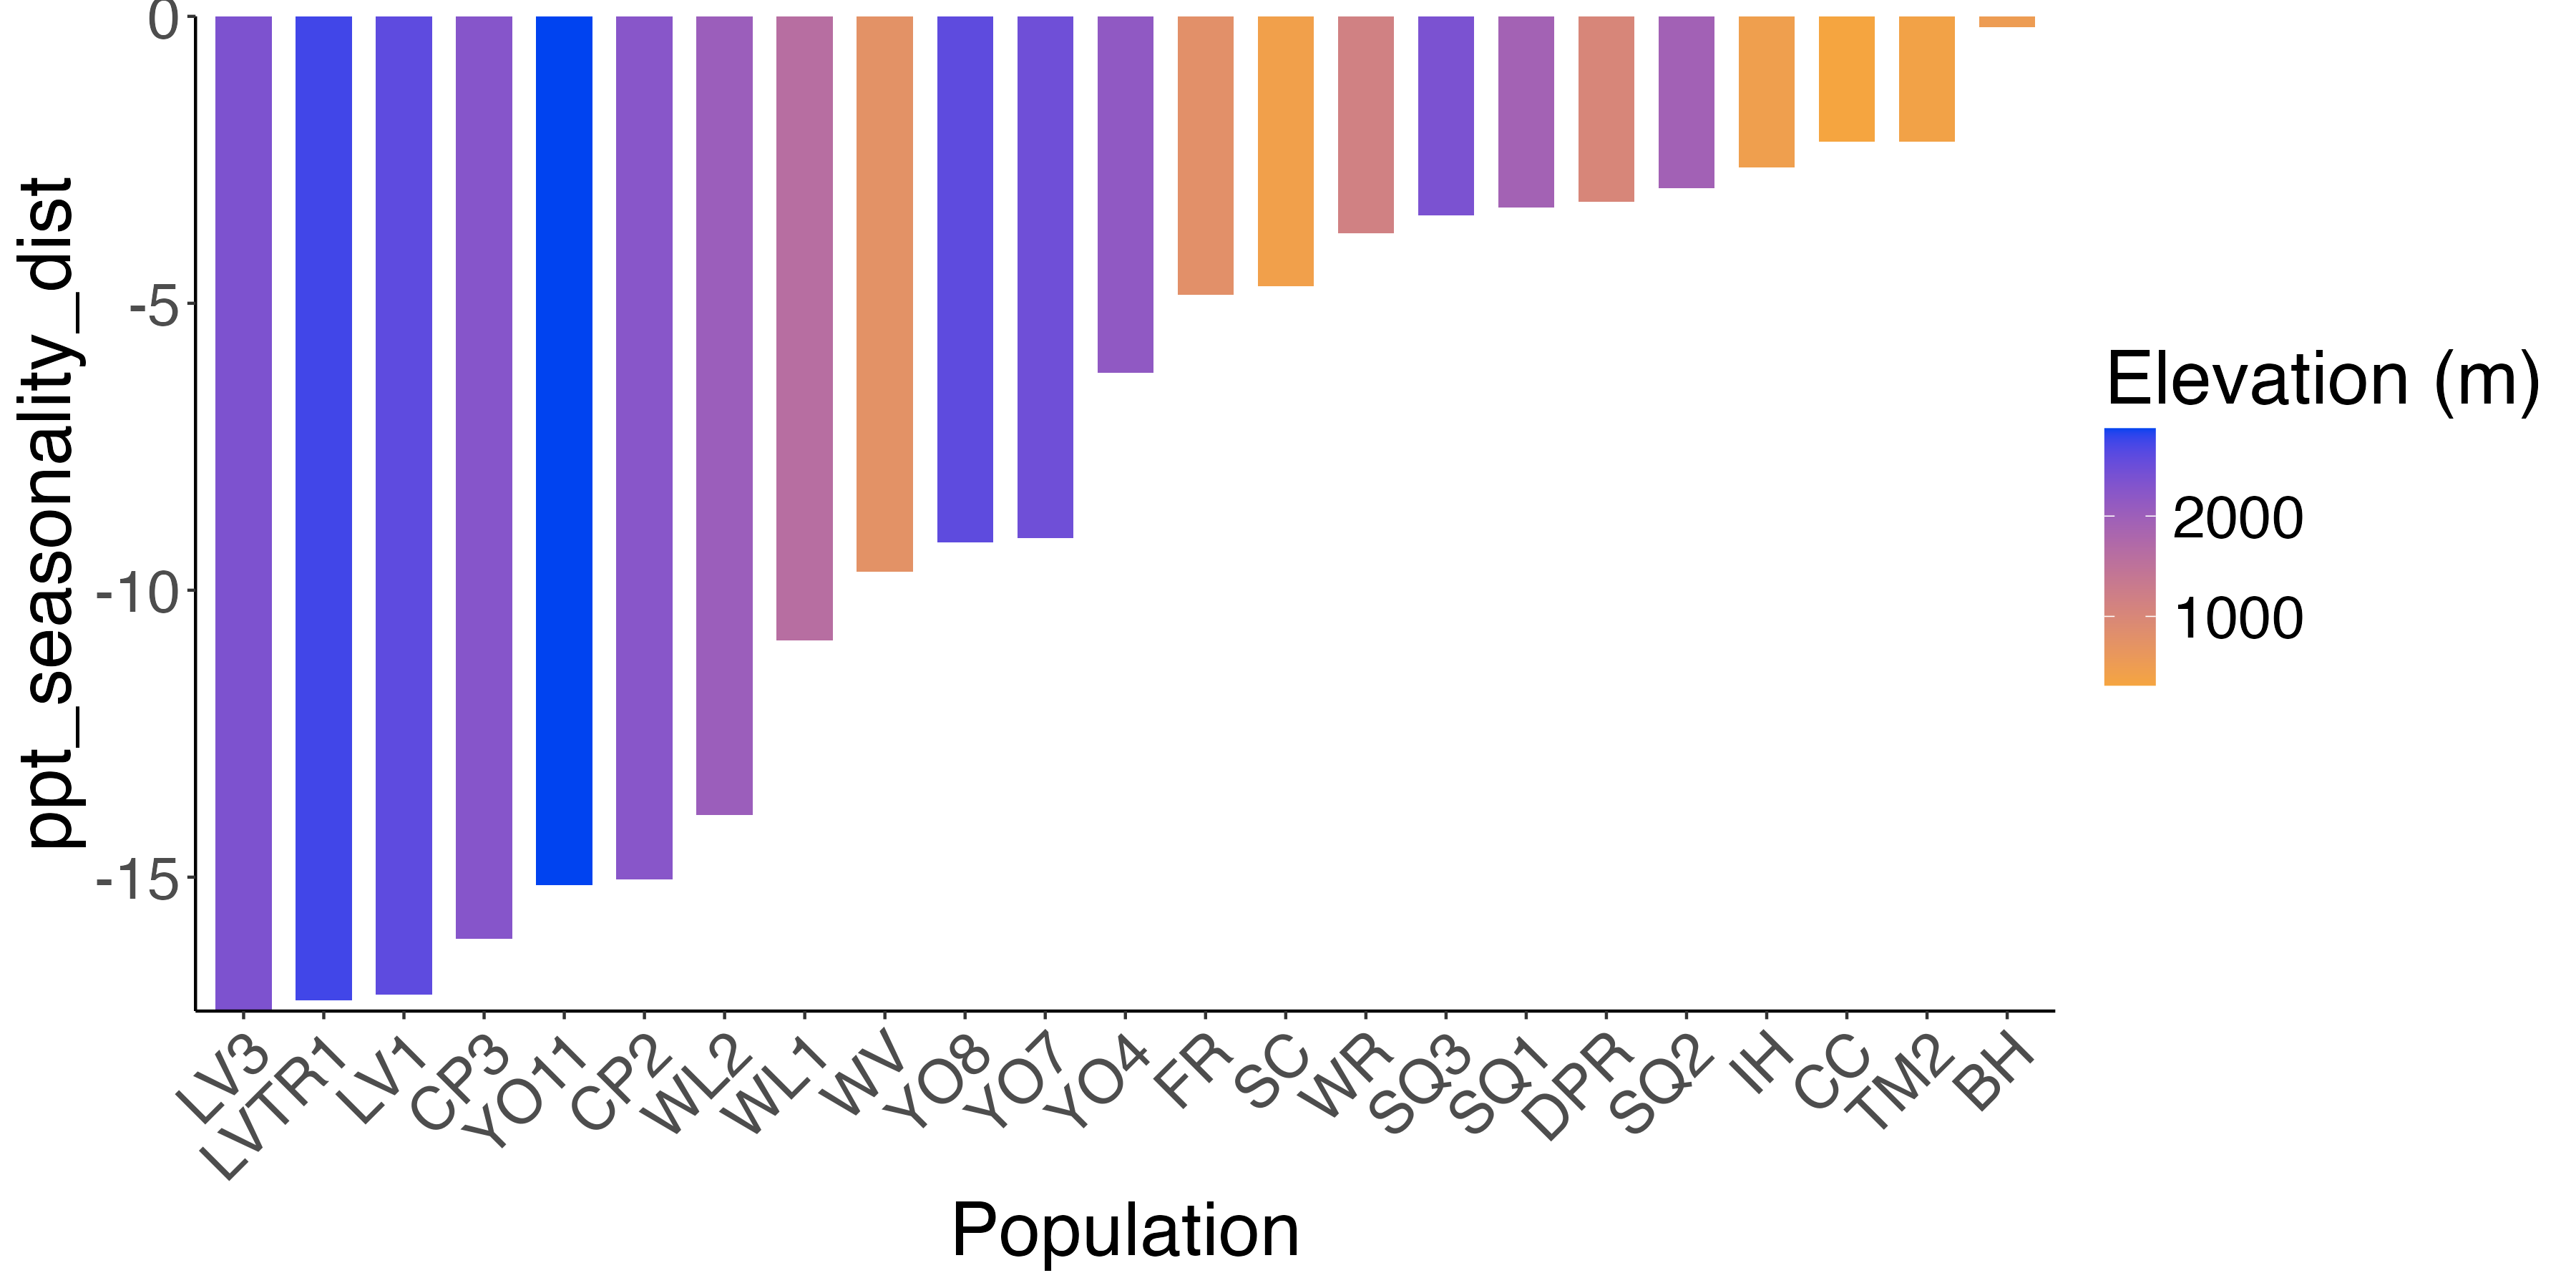 ppt_seasonality_dist
0
-5
-10
-15
LV3
LVTR1
LV1
CP3
YO11
CP2
WL2
WL1
WV
YO8
YO7
YO4
FR
SC
WR
SQ3
SQ1
DPR
SQ2
IH
CC
TM2
BH
Population
Elevation (m)
2000
1000